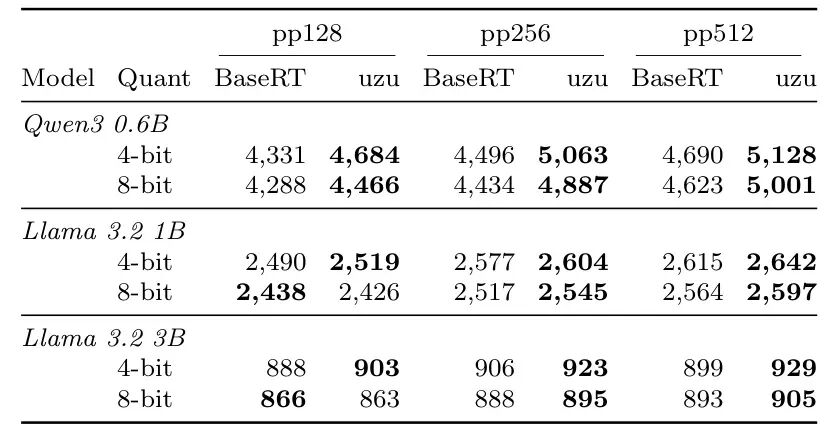 pp128 pp256 pp512
Model Quant BaseRT uzu BaseRT uzu BaseRT uzu
Qwen3 0.6B
4-bit 4,331 4,684 4,496 5,063 4,690 5,128
8-bit 4,288 4,466 4,434 4,887 4,623 5,001
Llama 3.2 1B
4-bit 2,490 2,519 2,577 2,604 2,615 2,642
8-bit 2,438 2,426 2,517 2,545 2,564 2,597
Llama 3.2 3B
4-bit 888 903 906 923 899 929
8-bit 866 863 888 895 893 905